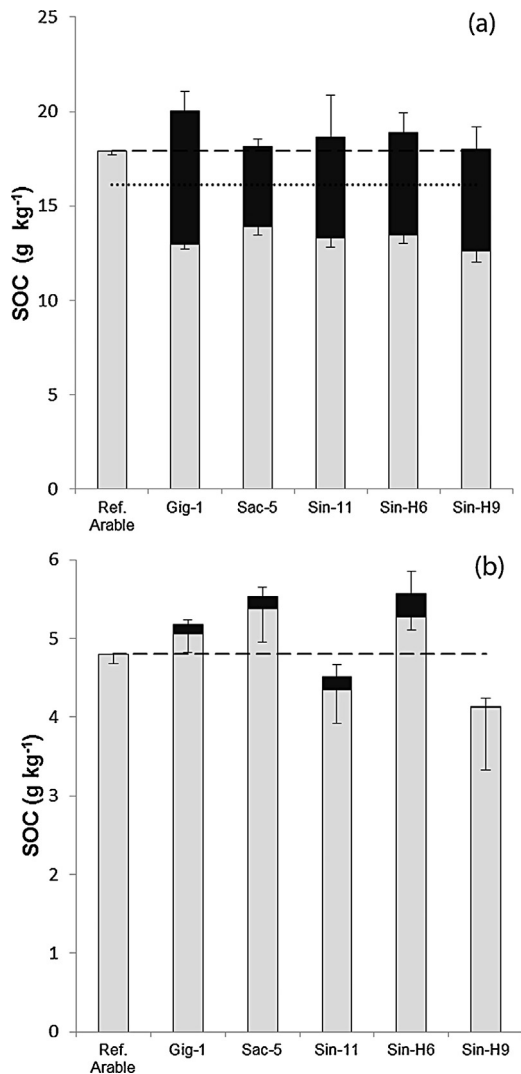 (a)
25
20
15
10
5
0
SOC (g kg-1)
Ref. Arable Gig-1 Sac-5 Sin-11 Sin-H6 Sin-H9
(b)
6
5
4
3
2
1
0
SOC (g kg-1)
Ref. Arable Gig-1 Sac-5 Sin-11 Sin-H6 Sin-H9